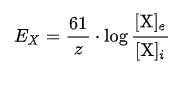 E_X = 61/z · log [X]_e/[X]_i